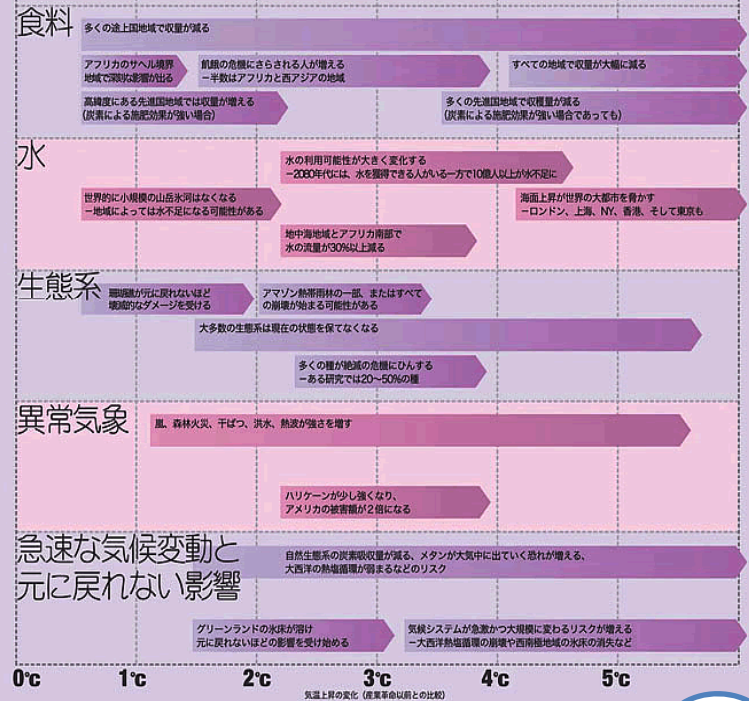 食料
多くの途上国地域で収量が減る
アフリカのサヘル境界
地域で深刻な影響が出る
飢餓の危機にさらされる人が増える
−半数はアフリカと西アジアの地域
すべての地域で収量が大幅に減る
高緯度にある先進国地域では収量が増える
(炭素による施肥効果が強い場合)
多くの先進国地域で収穫量が減る
(炭素による施肥効果が強い場合であっても)
水
水の利用可能性が大きく変化する
−2080年代には、水を獲得できる人がいる一方で10億人以上が水不足に
世界的に小規模の山岳氷河はなくなる
−地域によっては水不足になる可能性がある
海面上昇が世界の大都市を脅かす
−ロンドン、上海、NY、香港、そして東京も
地中海地域とアフリカ南部で
水の流量が30%以上減る
生態系
珊瑚礁が元に戻れないほど
壊滅的なダメージを受ける
アマゾン熱帯雨林の一部、またはすべて
の崩壊が始まる可能性がある
大多数の生態系は現在の状態を保てなくなる
多くの種が絶滅の危機にひんする
−ある研究では20〜50%の種
異常気象
嵐、森林火災、干ばつ、洪水、熱波が強さを増す
ハリケーンが少し強くなり、
アメリカの被害額が2倍になる
急速な気候変動と
元に戻れない影響
自然生態系の炭素吸収量が減る、メタンが大気中に出ていく恐れが増える、
大西洋の熱塩循環が弱まるなどのリスク
グリーンランドの氷床が溶け
元に戻れないほどの影響を受け始める
気候システムが急激かつ大規模に変わるリスクが増える
−大西洋熱塩循環の崩壊や西南極地域の氷床の消失など
0℃ 1℃ 2℃ 3℃ 4℃ 5℃
気温上昇の変化（産業革命以前との比較）